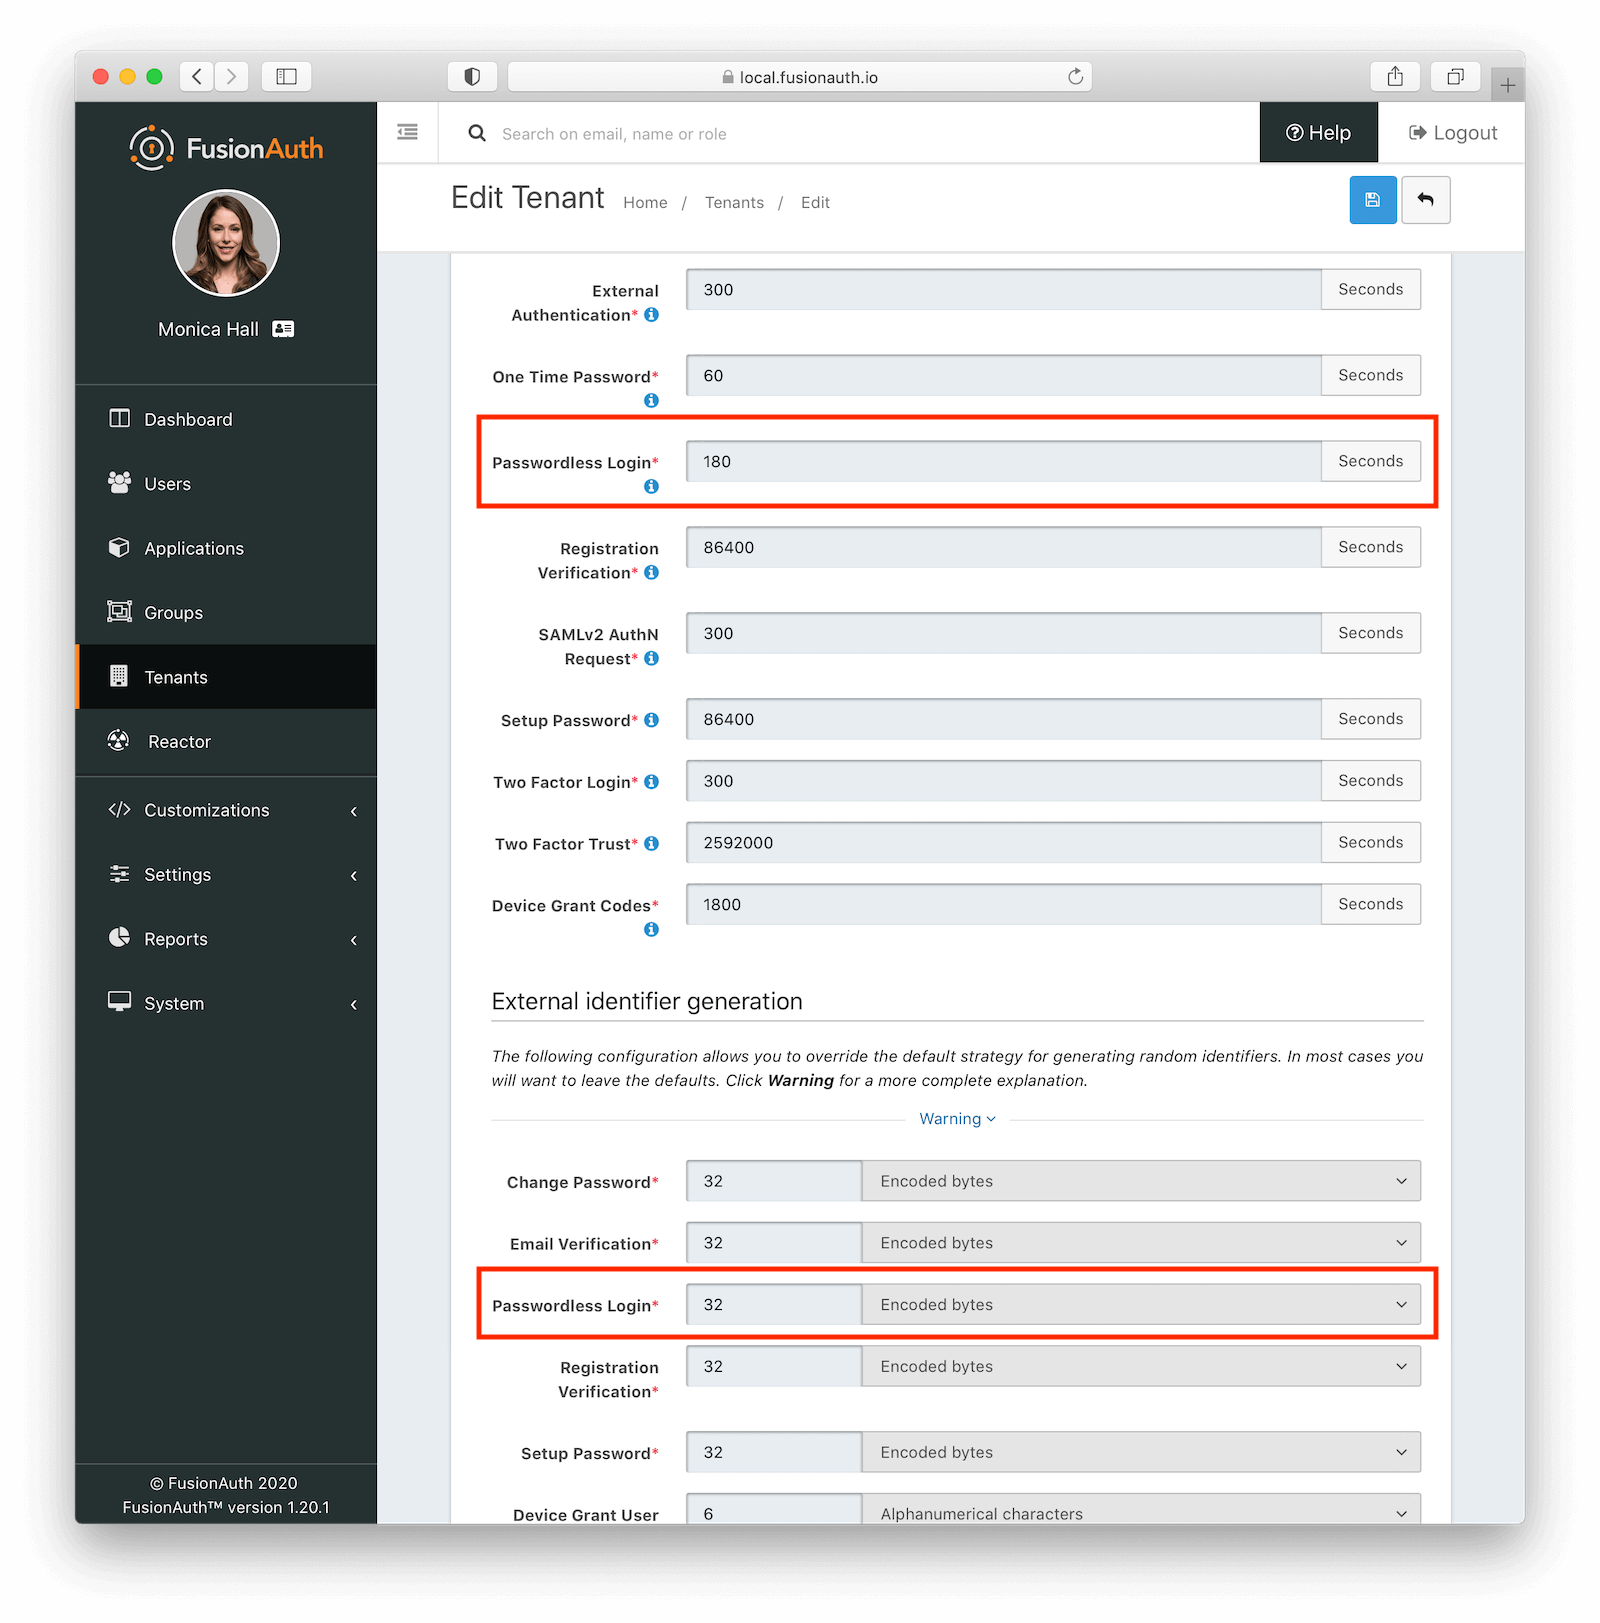 local.fusionauth.io
FusionAuth
Search on email, name or role
Help
Logout
Edit Tenant
Home / Tenants / Edit
Monica Hall
Dashboard
Users
Applications
Groups
Tenants
Reactor
Customizations
Settings
Reports
System
© FusionAuth 2020
FusionAuth™ version 1.20.1
External
Authentication*
300
Seconds
One Time Password*
60
Seconds
Passwordless Login*
180
Seconds
Registration
Verification*
86400
Seconds
SAMLv2 AuthN
Request*
300
Seconds
Setup Password*
86400
Seconds
Two Factor Login*
300
Seconds
Two Factor Trust*
2592000
Seconds
Device Grant Codes*
1800
Seconds
External identifier generation
The following configuration allows you to override the default strategy for generating random identifiers. In most cases you
will want to leave the defaults. Click Warning for a more complete explanation.
Warning
Change Password*
32
Encoded bytes
Email Verification*
32
Encoded bytes
Passwordless Login*
32
Encoded bytes
Registration
Verification*
32
Encoded bytes
Setup Password*
32
Encoded bytes
Device Grant User
6
Alphanumerical characters